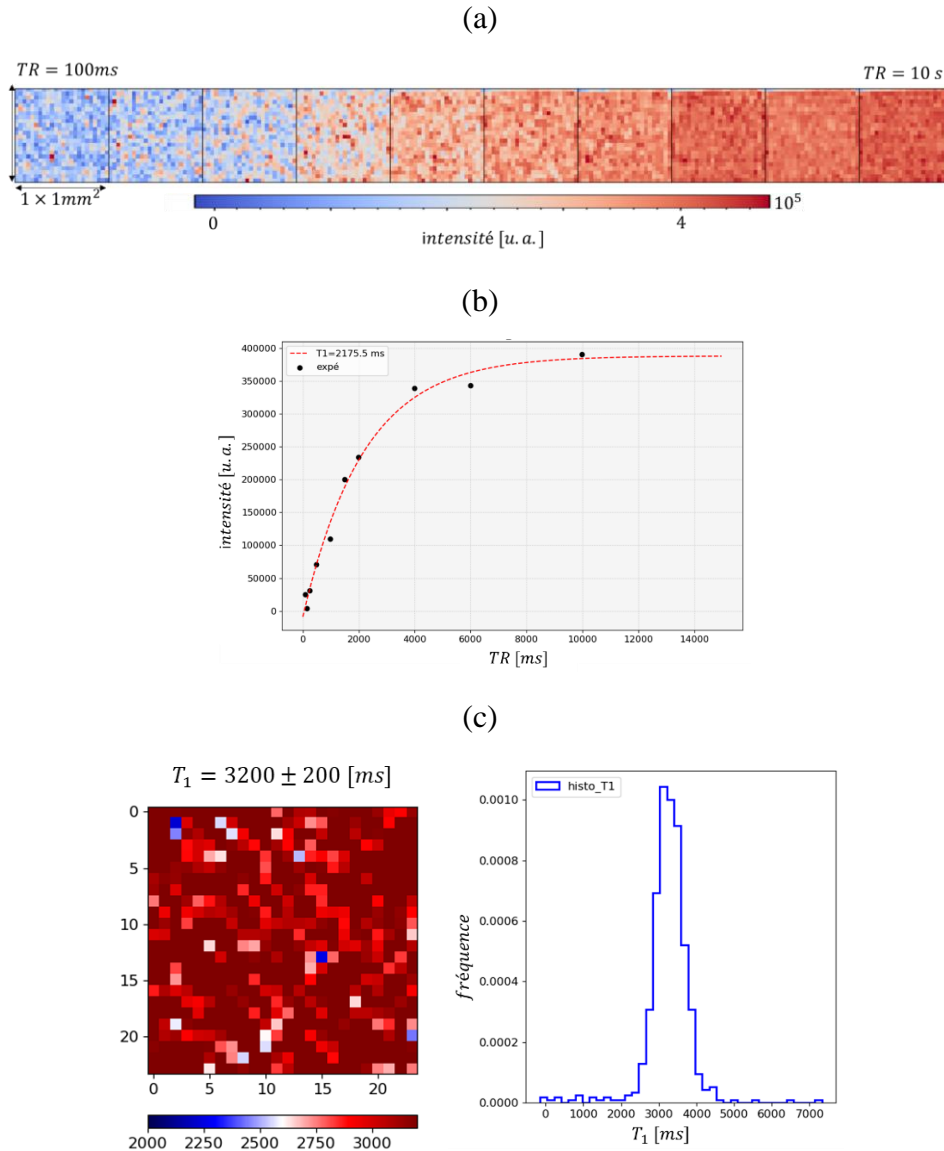 (a)
TR = 100ms
TR = 10 s
1 × 1mm²
0 4 10⁵
intensité [u. a.]
(b)
T1=2175.5 ms
expé
400000
350000
300000
250000
200000
150000
100000
50000
0
intensité [u. a.]
0 2000 4000 6000 8000 10000 12000 14000
TR [ms]
(c)
T₁ = 3200 ± 200 [ms]
0
5
10
15
20
0 5 10 15 20
2000 2250 2500 2750 3000
histo_T1
0.0010
0.0008
0.0006
0.0004
0.0002
0.0000
fréquence
0 1000 2000 3000 4000 5000 6000 7000
T₁ [ms]